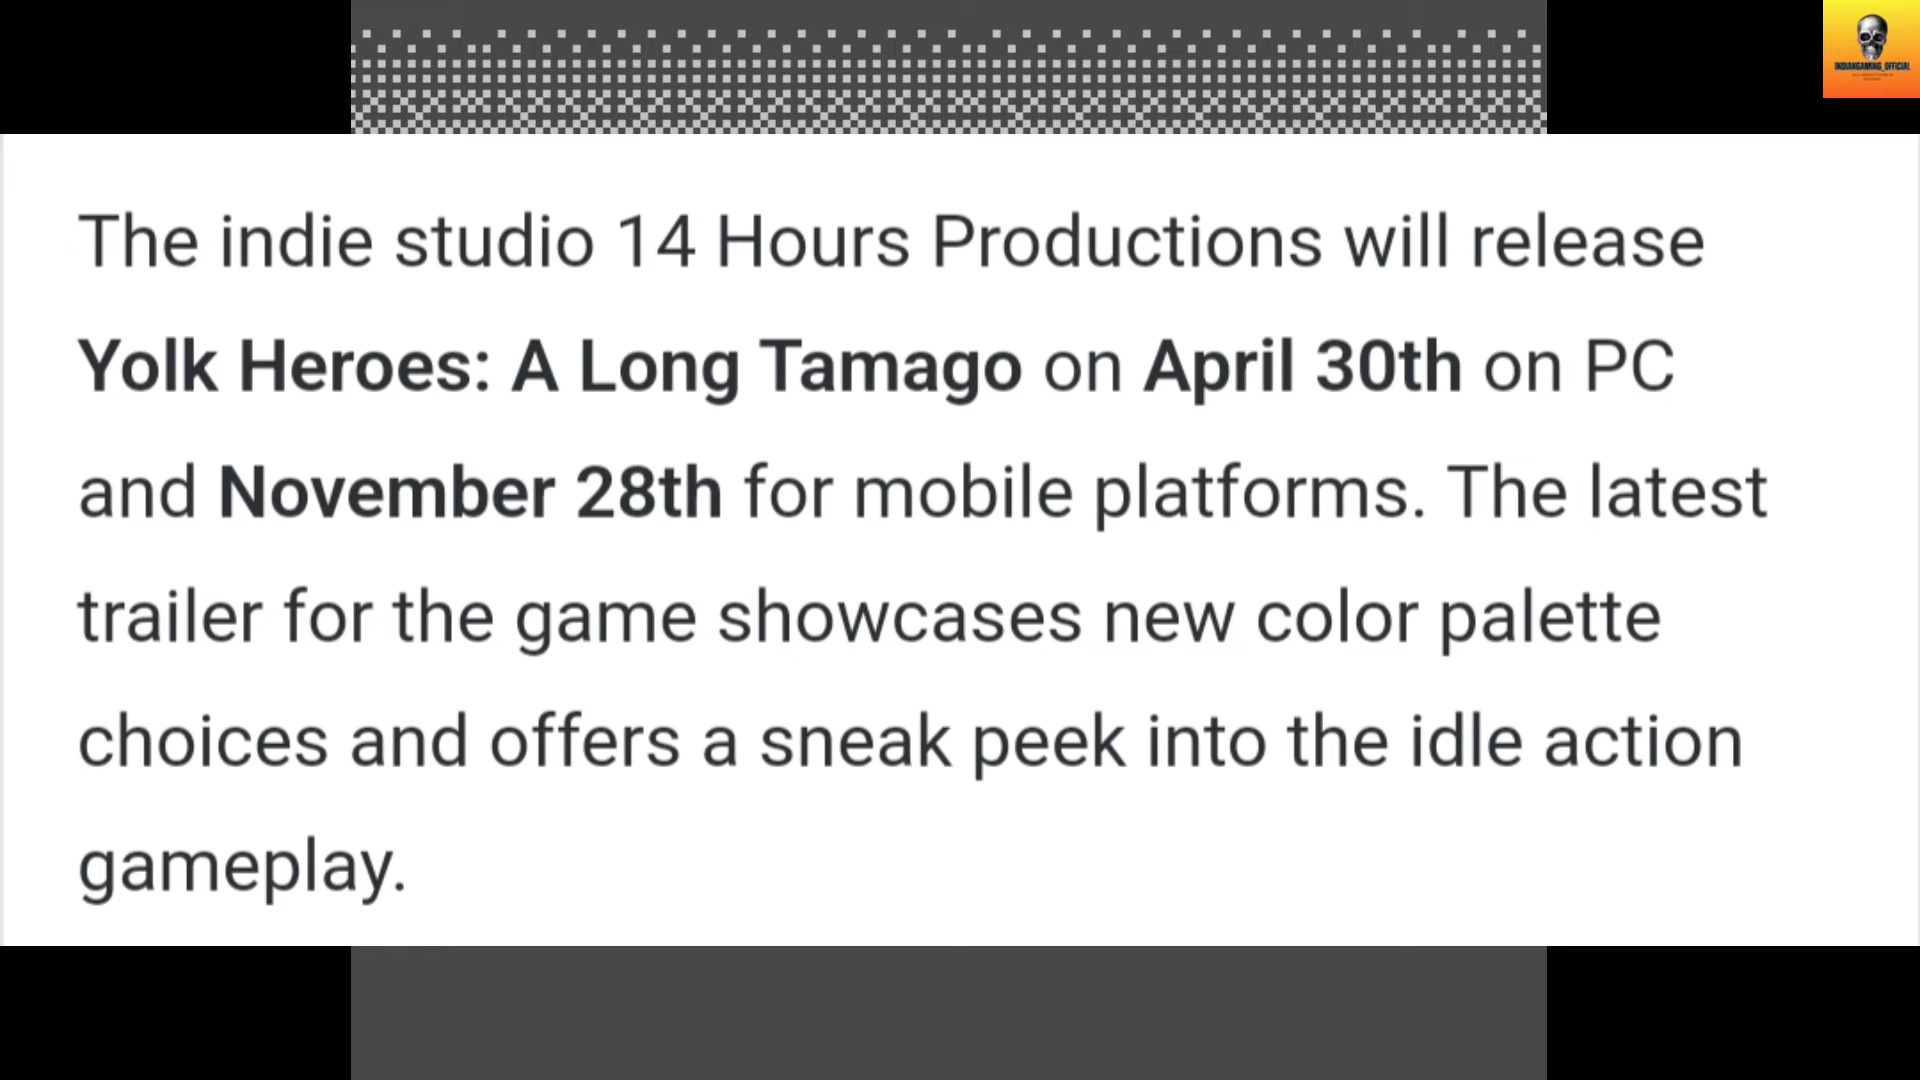 INDIANGAMING_OFFICIAL
The indie studio 14 Hours Productions will release
Yolk Heroes: A Long Tamago on April 30th on PC
and November 28th for mobile platforms. The latest
trailer for the game showcases new color palette
choices and offers a sneak peek into the idle action
gameplay.